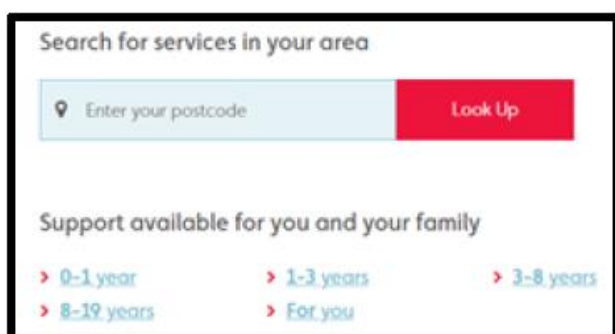 Search for services in your area
Enter your postcode Look Up
Support available for you and your family
0-1 year 1-3 years 3-8 years
8-19 years For you